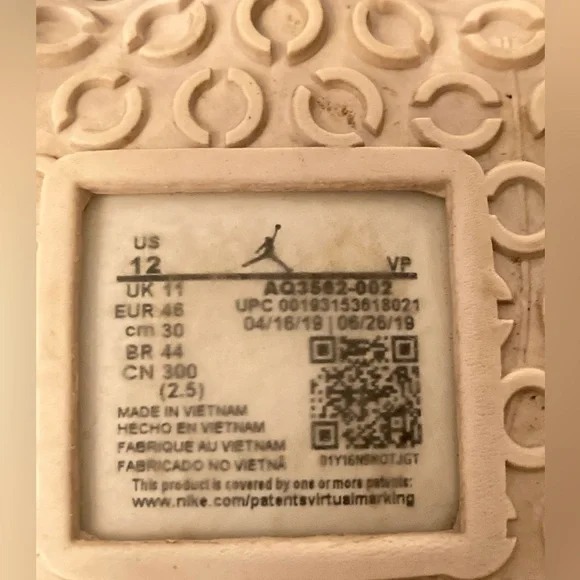 US
12 VP
UK 11 AQ3562-002
EUR 46 UPC 00193153618021
cm 30 04/16/19 | 06/26/19
BR 44
CN 300
(2.5)
MADE IN VIETNAM
HECHO EN VIETNAM
FABRIQUE AU VIETNAM
FABRICADO NO VIETNÃ
This product is covered by one or more patents:
www.nike.com/patentsvirtualmarking